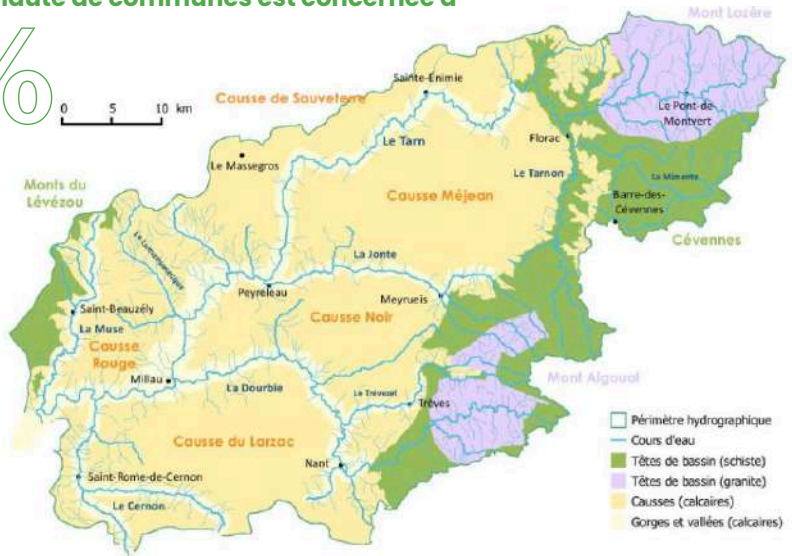 naute de communes est concernée à
%
0 5 10 km
Mont Lozère
Sainte-Enimie
Causse de Sauveterre
Le Pont-de-
Montvert
Le Tarn
Florac
Le Massegros
Le Tarnon
La Mimente
Monts du
Lévézou
Causse Méjean
Barre-des-
Cévennes
Cévennes
La Jonte
Peyreleau
Meyrueis
Saint-Beauzély
La Muse
Causse Noir
Causse
Rouge
Millau
La Dourbie
Le Trévezel
Trèves
Mont Aigoual
Causse du Larzac
Nant
Saint-Rome-de-Cernon
Le Cernon
Périmètre hydrographique
Cours d'eau
Têtes de bassin (schiste)
Têtes de bassin (granite)
Causses (calcaires)
Gorges et vallées (calcaires)